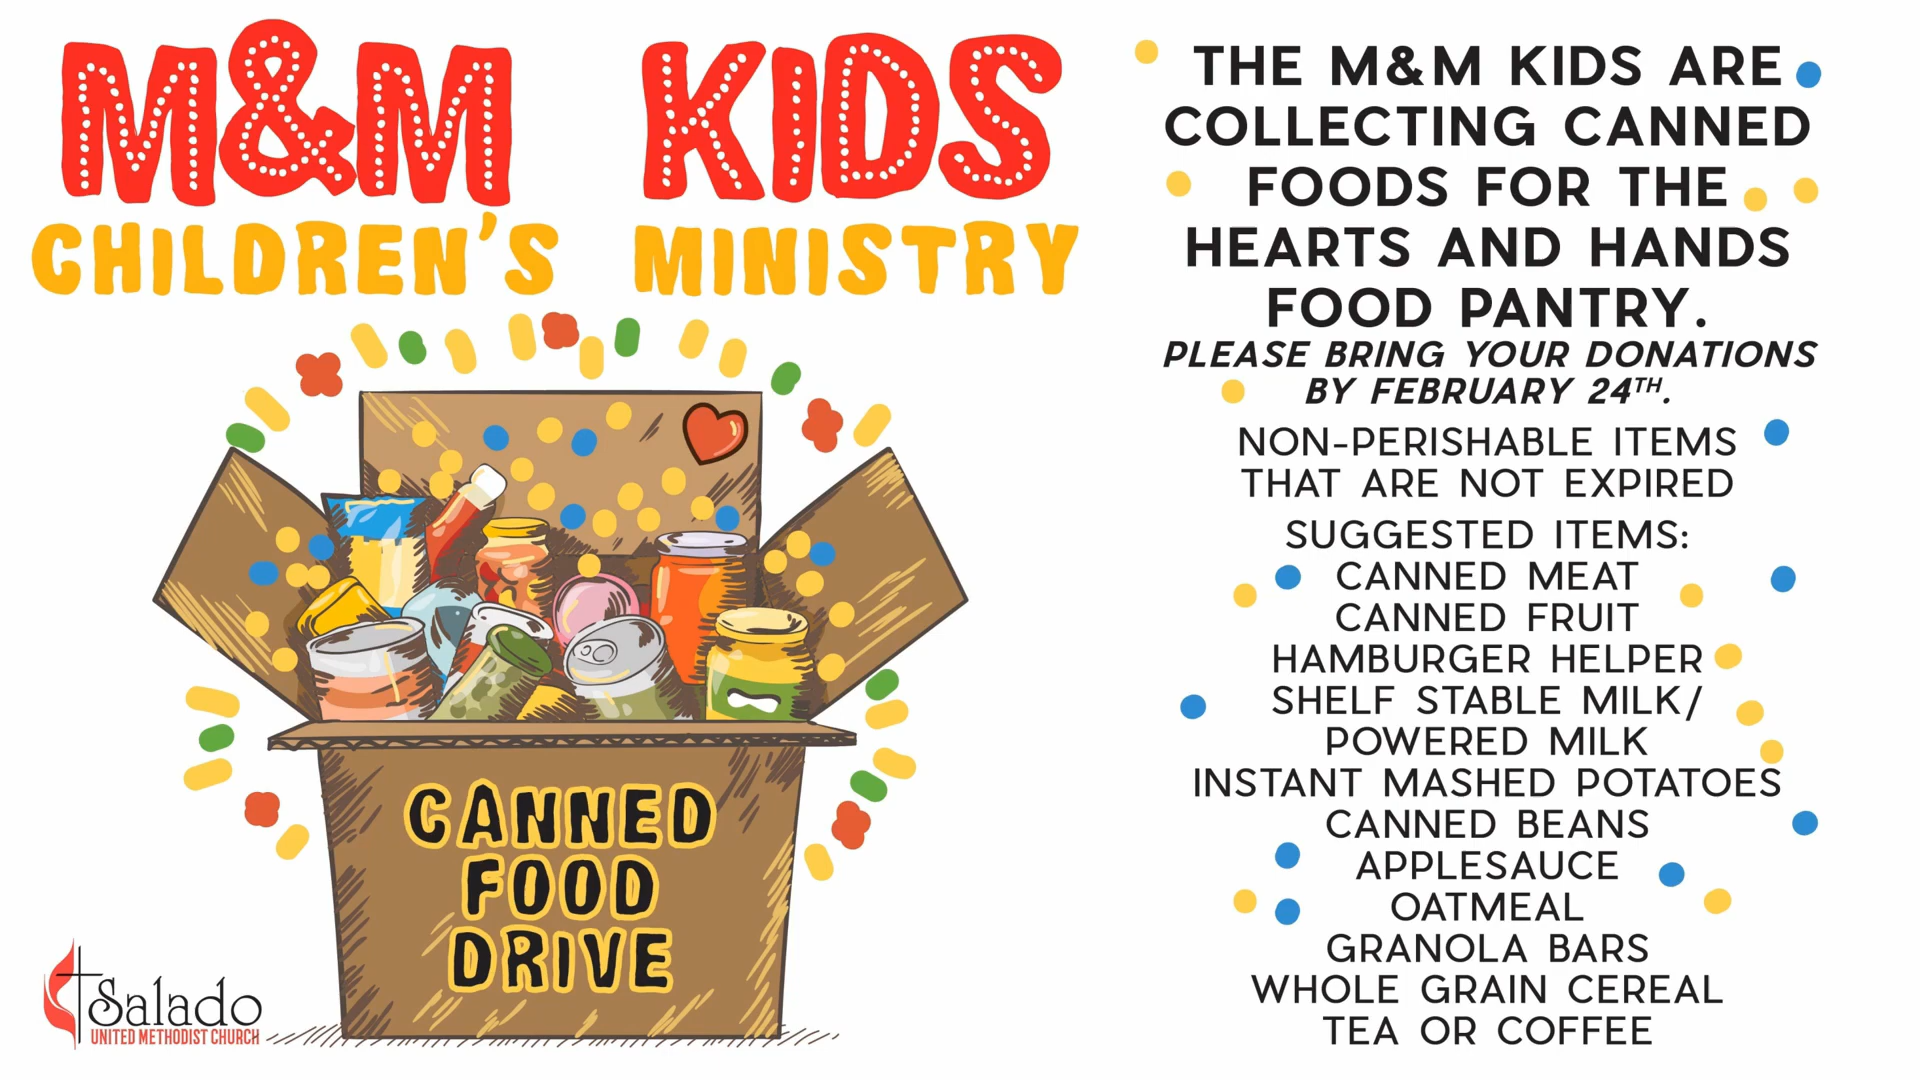 M&M KIDS
CHILDREN'S MINISTRY
CANNED
FOOD
DRIVE
Salado
UNITED METHODIST CHURCH
THE M&M KIDS ARE
COLLECTING CANNED
FOODS FOR THE
HEARTS AND HANDS
FOOD PANTRY.
PLEASE BRING YOUR DONATIONS
BY FEBRUARY 24TH.
NON-PERISHABLE ITEMS
THAT ARE NOT EXPIRED
SUGGESTED ITEMS:
CANNED MEAT
CANNED FRUIT
HAMBURGER HELPER
SHELF STABLE MILK/
POWERED MILK
INSTANT MASHED POTATOES
CANNED BEANS
APPLESAUCE
OATMEAL
GRANOLA BARS
WHOLE GRAIN CEREAL
TEA OR COFFEE